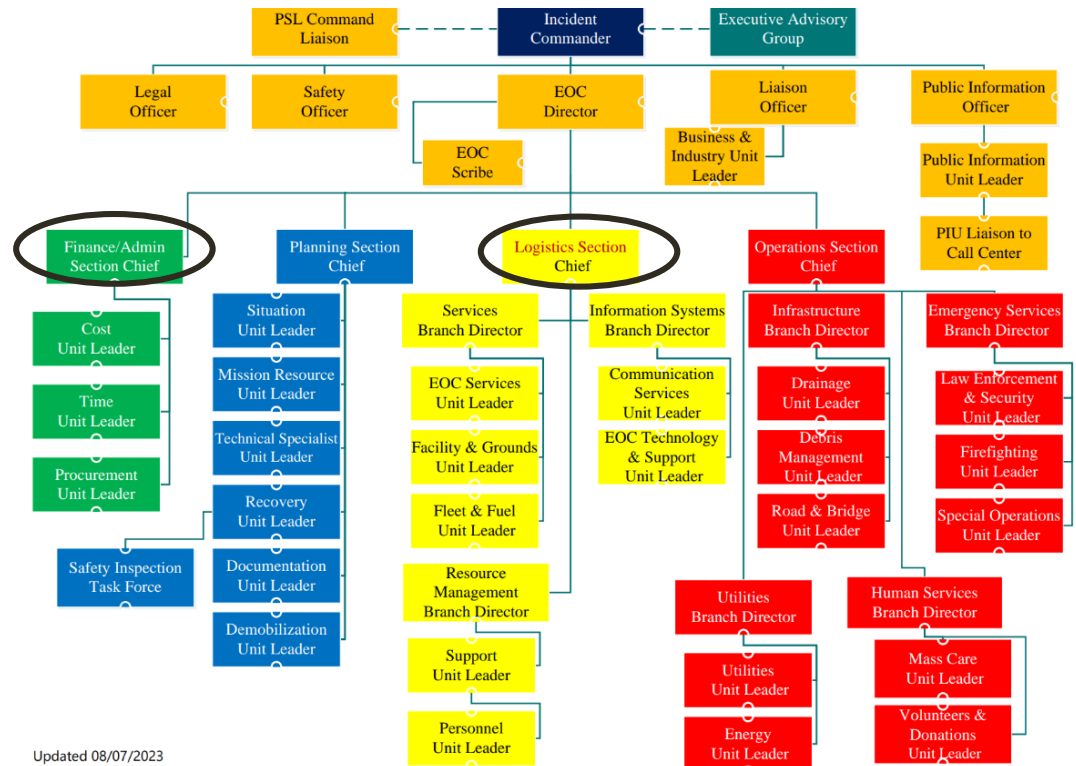 PSL Command
Liaison
Incident
Commander
Executive Advisory
Group
Legal
Officer
Safety
Officer
EOC
Director
Liaison
Officer
Public Information
Officer
EOC
Scribe
Business &
Industry Unit
Leader
Public Information
Unit Leader
PIU Liaison to
Call Center
Finance/Admin
Section Chief
Planning Section
Chief
Logistics Section
Chief
Operations Section
Chief
Cost
Unit Leader
Time
Unit Leader
Procurement
Unit Leader
Situation
Unit Leader
Mission Resource
Unit Leader
Technical Specialist
Unit Leader
Recovery
Unit Leader
Safety Inspection
Task Force
Documentation
Unit Leader
Demobilization
Unit Leader
Services
Branch Director
EOC Services
Unit Leader
Facility & Grounds
Unit Leader
Fleet & Fuel
Unit Leader
Information Systems
Branch Director
Communication
Services
Unit Leader
EOC Technology
& Support
Unit Leader
Resource
Management
Branch Director
Support
Unit Leader
Personnel
Unit Leader
Infrastructure
Branch Director
Drainage
Unit Leader
Debris
Management
Unit Leader
Road & Bridge
Unit Leader
Emergency Services
Branch Director
Law Enforcement
& Security
Unit Leader
Firefighting
Unit Leader
Special Operations
Unit Leader
Utilities
Branch Director
Utilities
Unit Leader
Energy
Unit Leader
Human Services
Branch Director
Mass Care
Unit Leader
Volunteers &
Donations
Unit Leader
Updated 08/07/2023